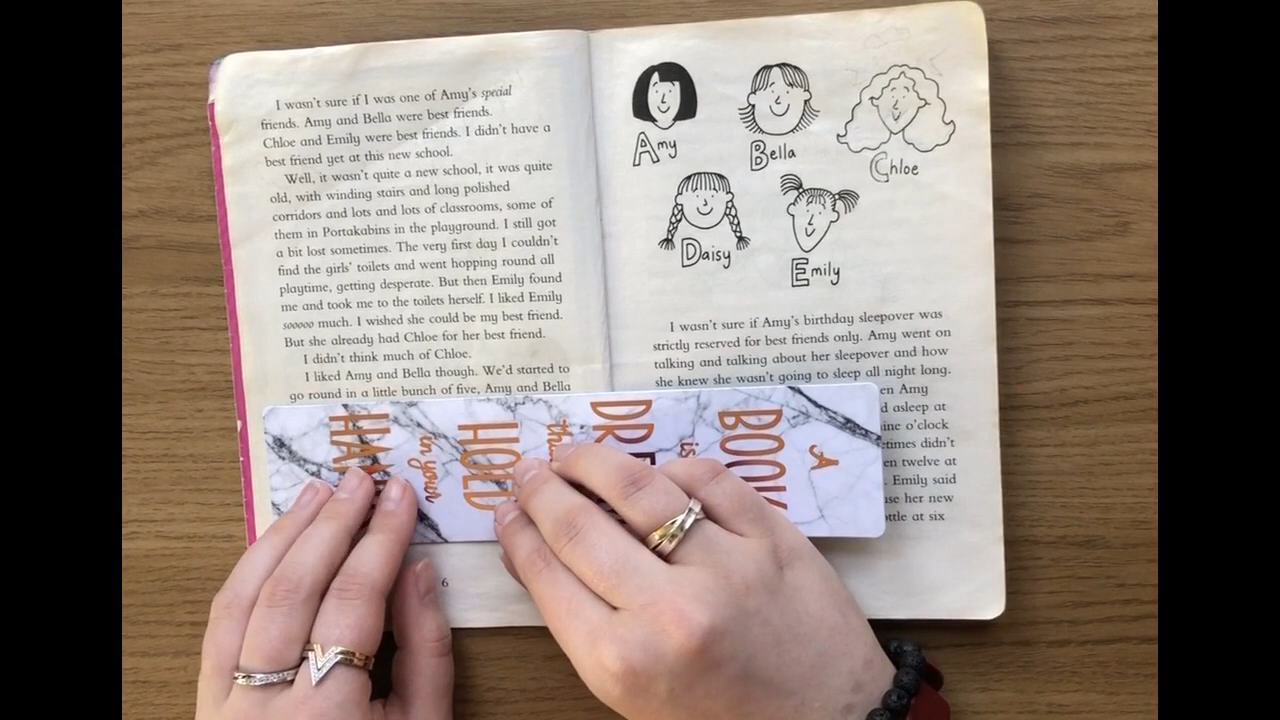 I wasn't sure if I was one of Amy's special
friends. Amy and Bella were best friends.
Chloe and Emily were best friends. I didn't have a
best friend yet at this new school.
Well, it wasn't quite a new school, it was quite
old, with winding stairs and long polished
corridors and lots and lots of classrooms, some of
them in Portakabins in the playground. I still got
a bit lost sometimes. The very first day I couldn't
find the girls' toilets and went hopping round all
playtime, getting desperate. But then Emily found
me and took me to the toilets herself. I liked Emily
sooooo much. I wished she could be my best friend.
But she already had Chloe for her best friend.
I didn't think much of Chloe.
I liked Amy and Bella though. We'd started to
go round in a little bunch of five, Amy and Bella
6
Amy
Bella
Chloe
Daisy
Emily
I wasn't sure if Amy's birthday sleepover was
strictly reserved for best friends only. Amy went on
talking and talking about her sleepover and how
she knew she wasn't going to sleep all night long.
Amy
asleep at
o'clock
didn't
twelve at
Emily said
her new
at six
A
BOOK
is
HOLD
in your